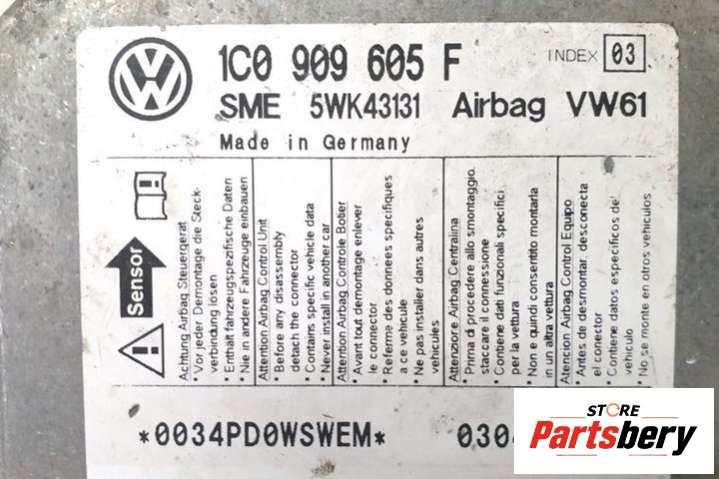 1C0 909 605 F
INDEX 03
SME 5WK43131 Airbag VW61
Made in Germany
Sensor
Achtung Airbag Steuergerät
• Vor jeder Demontage die Steck-
verbindung lösen
• Enthält fahrzeugspezifische Daten
• Nie in andere Fahrzeuge einbauen
Attention Airbag Control Unit
• Before any disassembly
detach the connector
• Contains specific vehicle data
• Never install in another car
Attention Airbag Controle Boitier
• Avant tout demontage enlever
le connector
• Referme des donnees specifiques
a ce vehicule
• Ne pas installer dans autres
vehicules
Attenzione Airbag Centralina
• Prima di procedere allo smontaggio.
staccare il connessione
• Contiene dati funzionali specifici
per la vettura
• Non e quindi consentito montarla
in un altra vettura
Atencion Airbag Control Equipo
• Antes de desmontar. desconecta
el conector
• Contiene datos especificos de
vehiculo
• No se monte en otros vehiculos
*0034PD0WSWEM*
0304
STORE
Partsbery